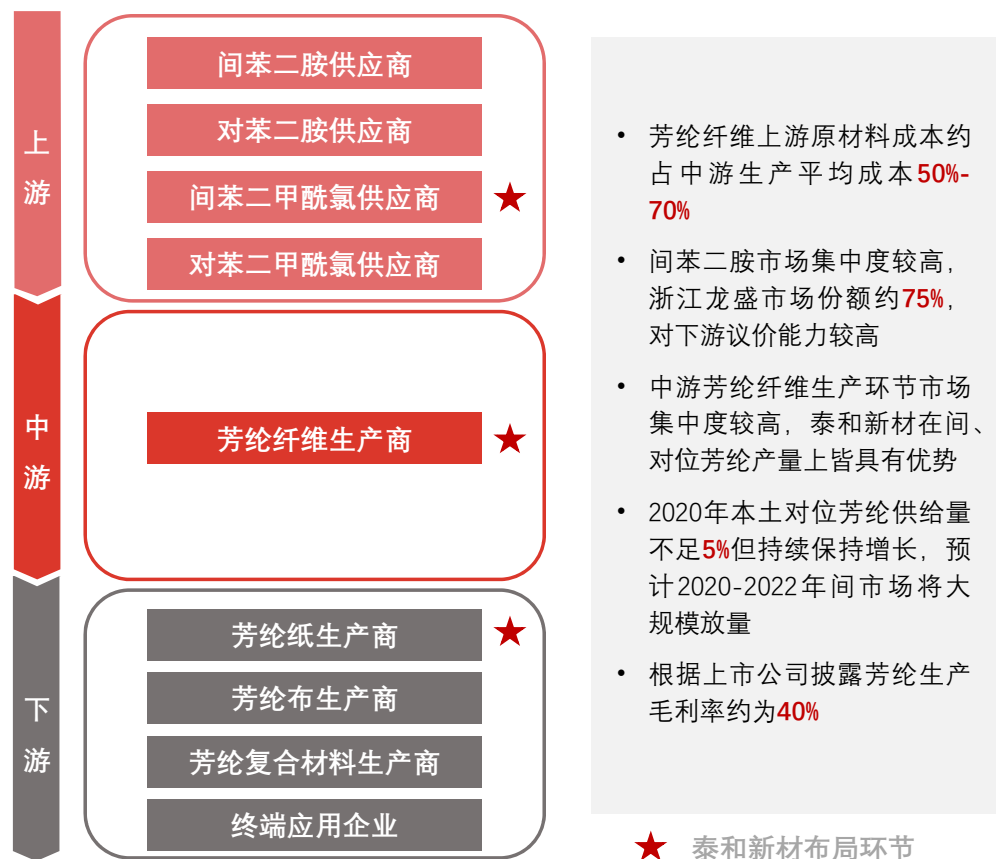 上
游
间苯二胺供应商
对苯二胺供应商
间苯二甲酰氯供应商
对苯二甲酰氯供应商
中
游
芳纶纤维生产商
下
游
芳纶纸生产商
芳纶布生产商
芳纶复合材料生产商
终端应用企业
• 芳纶纤维上游原材料成本约
占中游生产平均成本50%-
70%
• 间苯二胺市场集中度较高，
浙江龙盛市场份额约75%，
对下游议价能力较高
• 中游芳纶纤维生产环节市场
集中度较高，泰和新材在间、
对位芳纶产量上皆具有优势
• 2020年本土对位芳纶供给量
不足5%但持续保持增长，预
计2020-2022年间市场将大
规模放量
• 根据上市公司披露芳纶生产
毛利率约为40%
★ 泰和新材布局环节